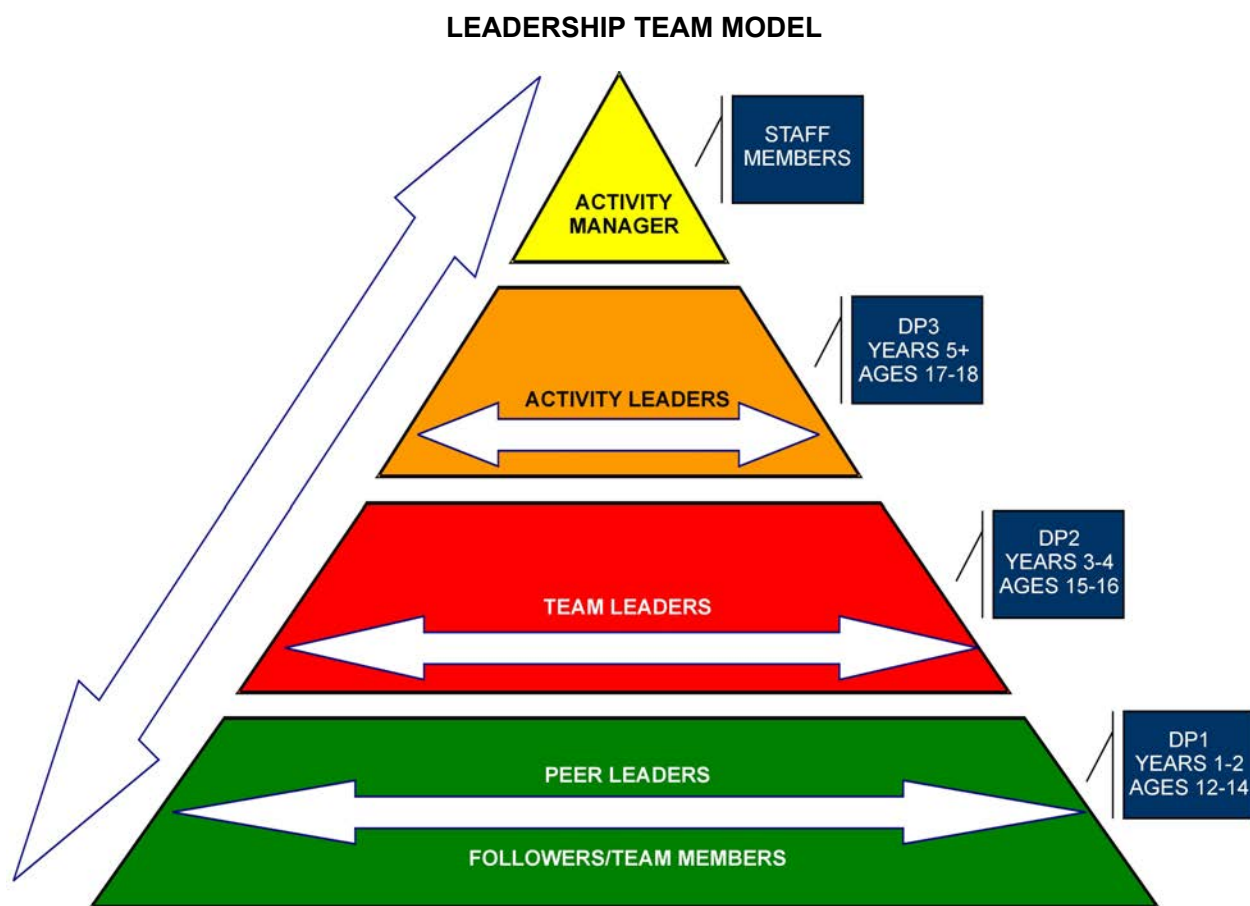 LEADERSHIP TEAM MODEL
STAFF
MEMBERS
ACTIVITY
MANAGER
DP3
YEARS 5+
AGES 17-18
ACTIVITY LEADERS
DP2
YEARS 3-4
AGES 15-16
TEAM LEADERS
DP1
YEARS 1-2
AGES 12-14
PEER LEADERS
FOLLOWERS/TEAM MEMBERS